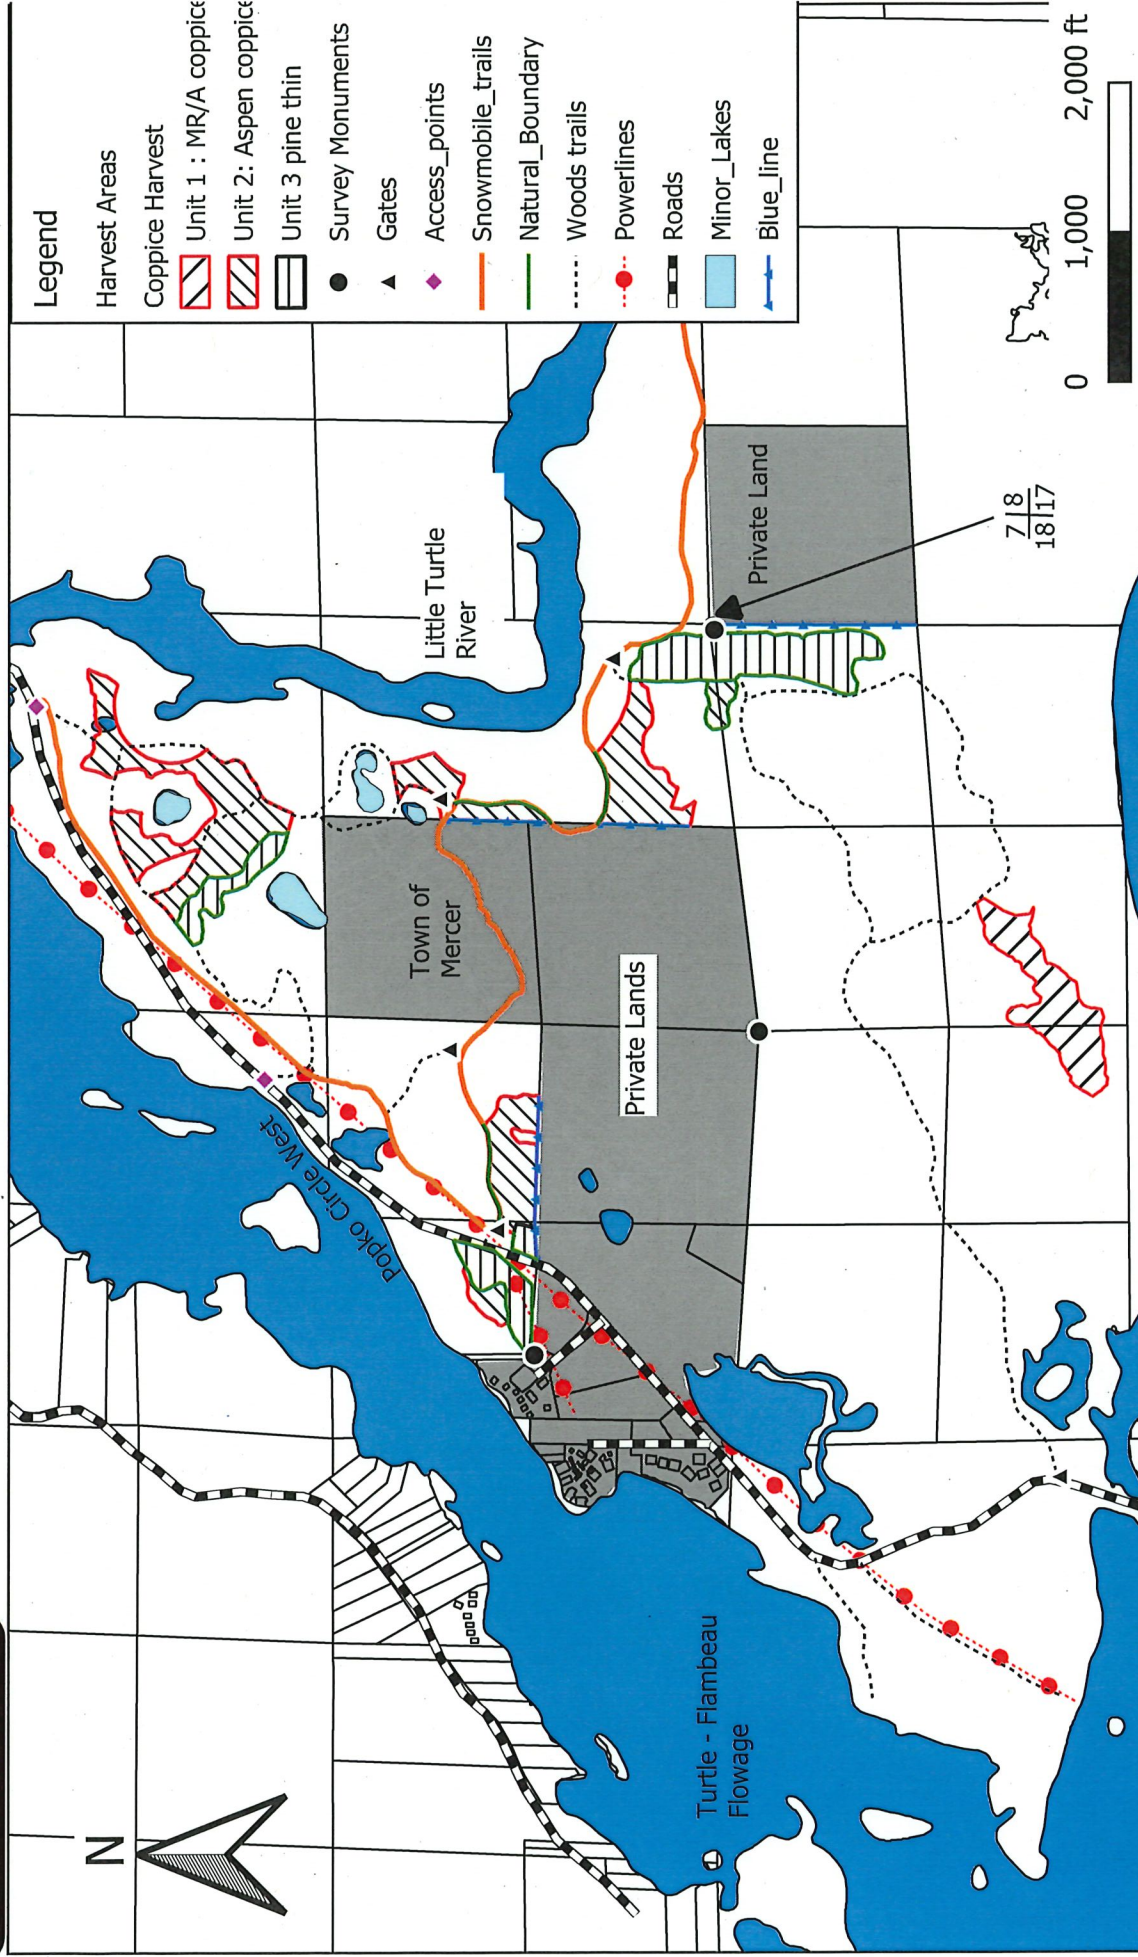 Legend
Harvest Areas
Coppice Harvest
Unit 1 : MR/A coppice
Unit 2: Aspen coppice
Unit 3 pine thin
Survey Monuments
Gates
Access_points
Snowmobile_trails
Natural_Boundary
Woods trails
Powerlines
Roads
Minor_Lakes
Blue_line
N
Popko Circle West
Little Turtle
River
Town of
Mercer
Private Lands
Private Land
7 8
18 17
Turtle - Flambeau
Flowage
0 1,000 2,000 ft